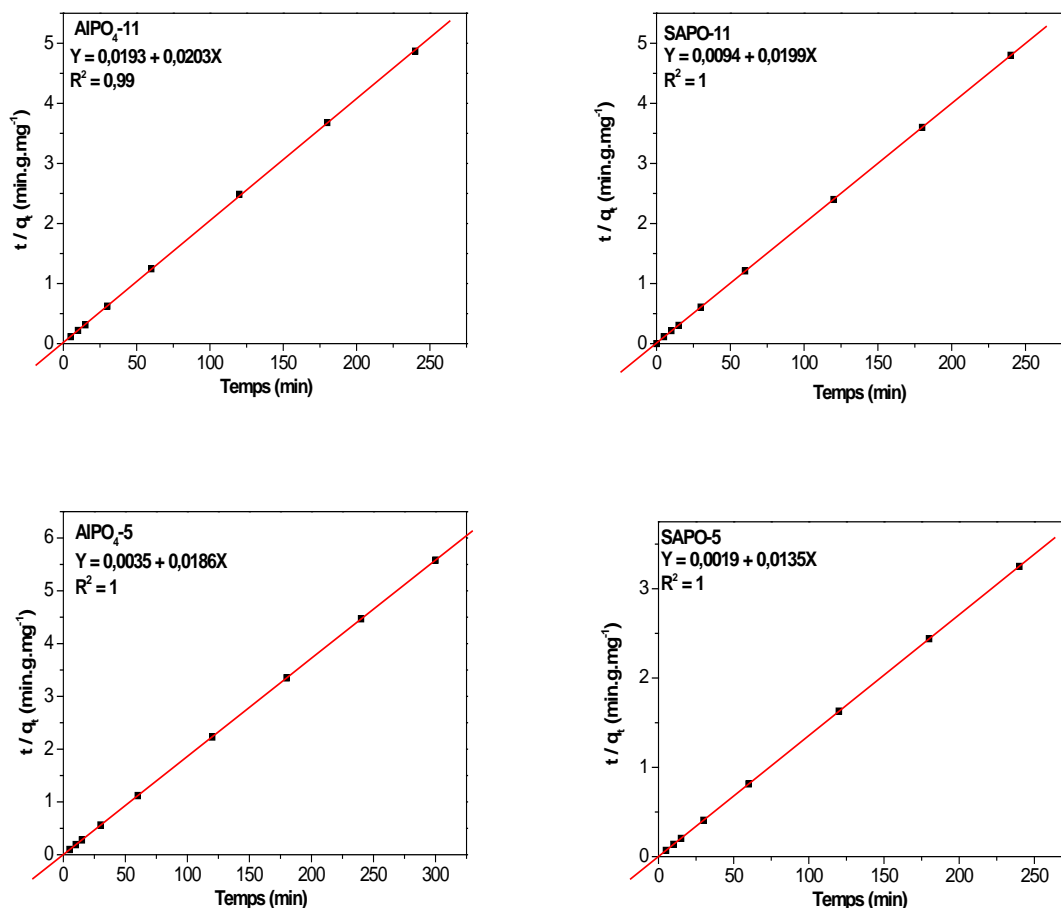 AlPO₄-11
Y = 0,0193 + 0,0203X
R² = 0,99
5
4
3
2
1
0
t / qₜ (min.g.mg⁻¹)
0 50 100 150 200 250
Temps (min)
SAPO-11
Y = 0,0094 + 0,0199X
R² = 1
5
4
3
2
1
0
t / qₜ (min.g.mg⁻¹)
0 50 100 150 200 250
Temps (min)
AlPO₄-5
Y = 0,0035 + 0,0186X
R² = 1
6
5
4
3
2
1
0
t / qₜ (min.g.mg⁻¹)
0 50 100 150 200 250 300
Temps (min)
SAPO-5
Y = 0,0019 + 0,0135X
R² = 1
3
2
1
0
t / qₜ (min.g.mg⁻¹)
0 50 100 150 200 250
Temps (min)